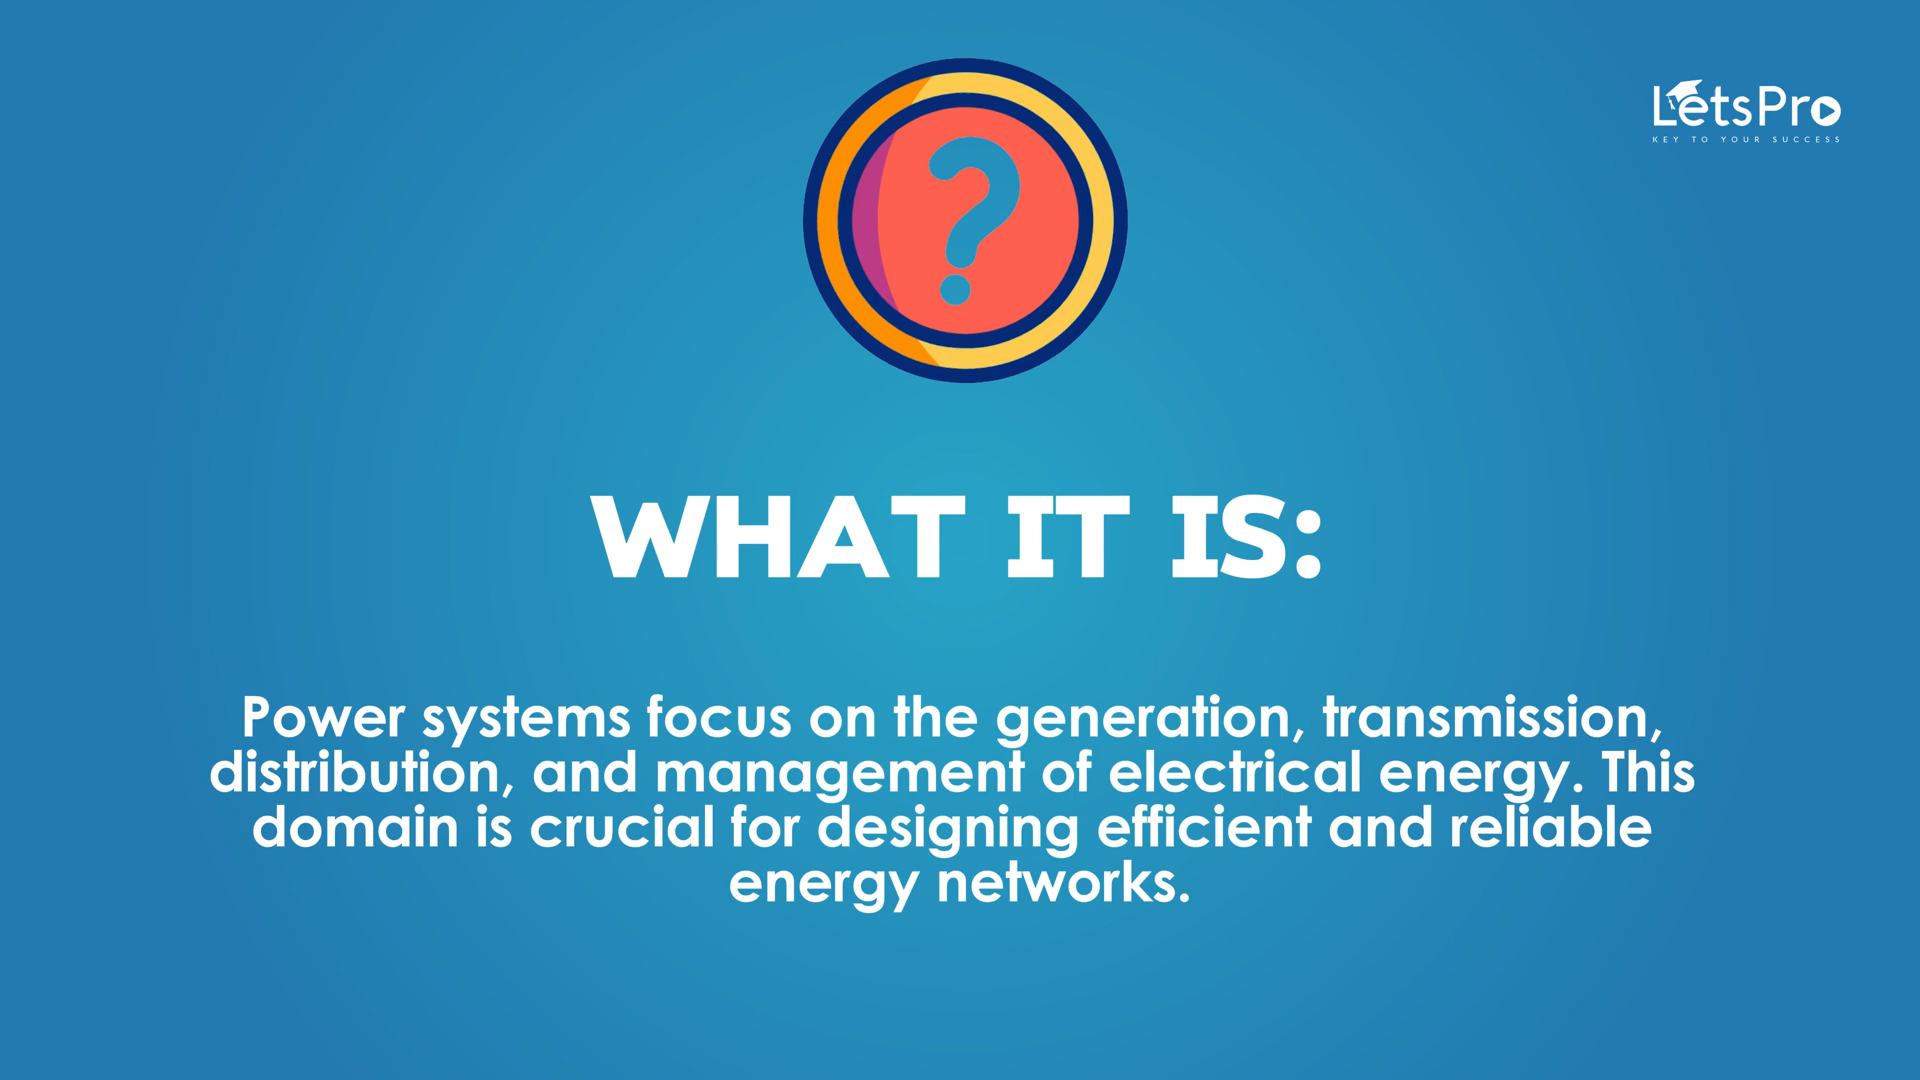 LetsPro
KEY TO YOUR SUCCESS
?
WHAT IT IS:
Power systems focus on the generation, transmission,
distribution, and management of electrical energy. This
domain is crucial for designing efficient and reliable
energy networks.